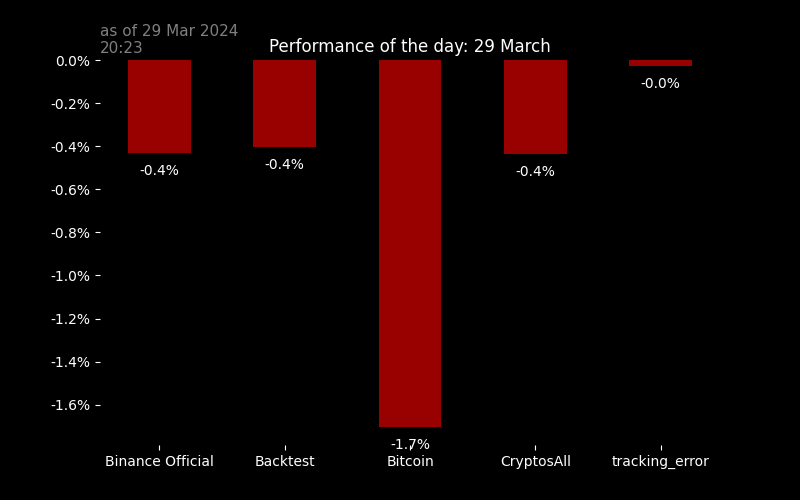 as of 29 Mar 2024
20:23
Performance of the day: 29 March
0.0%
-0.2%
-0.4%
-0.6%
-0.8%
-1.0%
-1.2%
-1.4%
-1.6%
-0.4%
-0.4%
-1.7%
-0.4%
-0.0%
Binance Official
Backtest
Bitcoin
CryptosAll
tracking_error